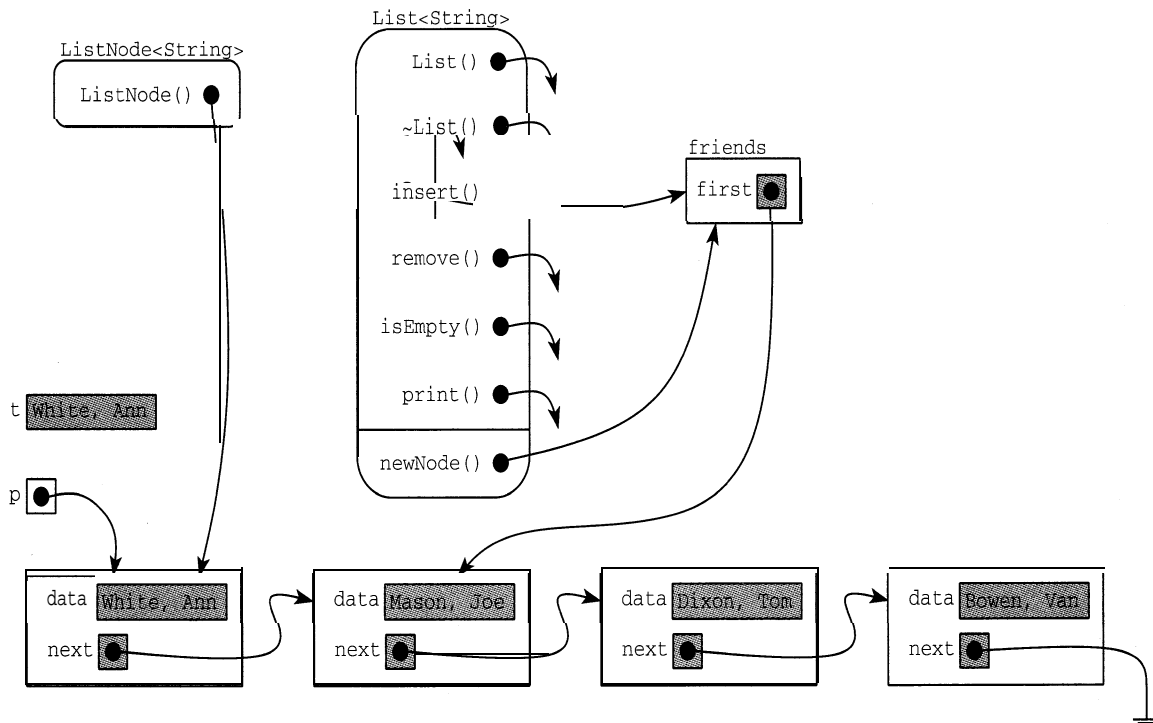 List<String>
ListNode<String>
List()
ListNode()
~List()
friends
insert()
first
remove()
isEmpty()
t White, Ann
print()
newNode()
p
data White, Ann
data Mason, Joe
data Dixon, Tom
data Bowen, Van
next
next
next
next